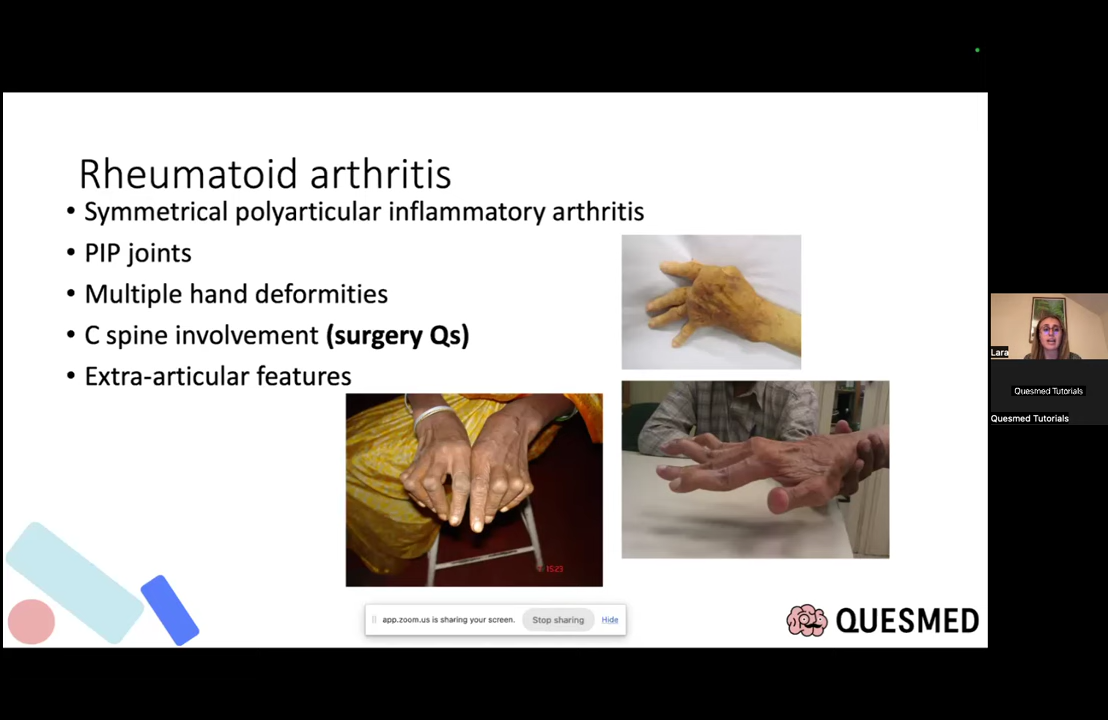 Rheumatoid arthritis
• Symmetrical polyarticular inflammatory arthritis
• PIP joints
• Multiple hand deformities
• C spine involvement (surgery Qs)
• Extra-articular features
1523
Lara
Quesmed Tutorials
Quesmed Tutorials
app.zoom.us is sharing your screen. Stop sharing Hide
QUESMED